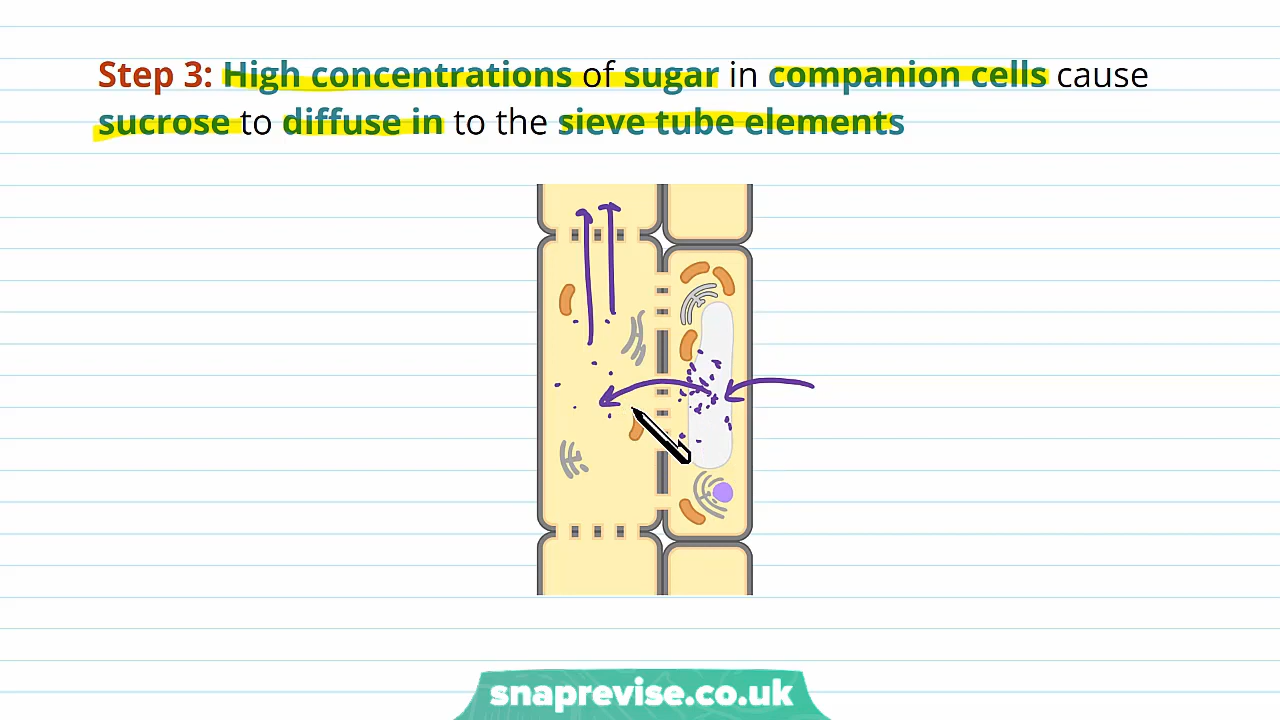 Step 3: High concentrations of sugar in companion cells cause
sucrose to diffuse in to the sieve tube elements
snaprevise.co.uk